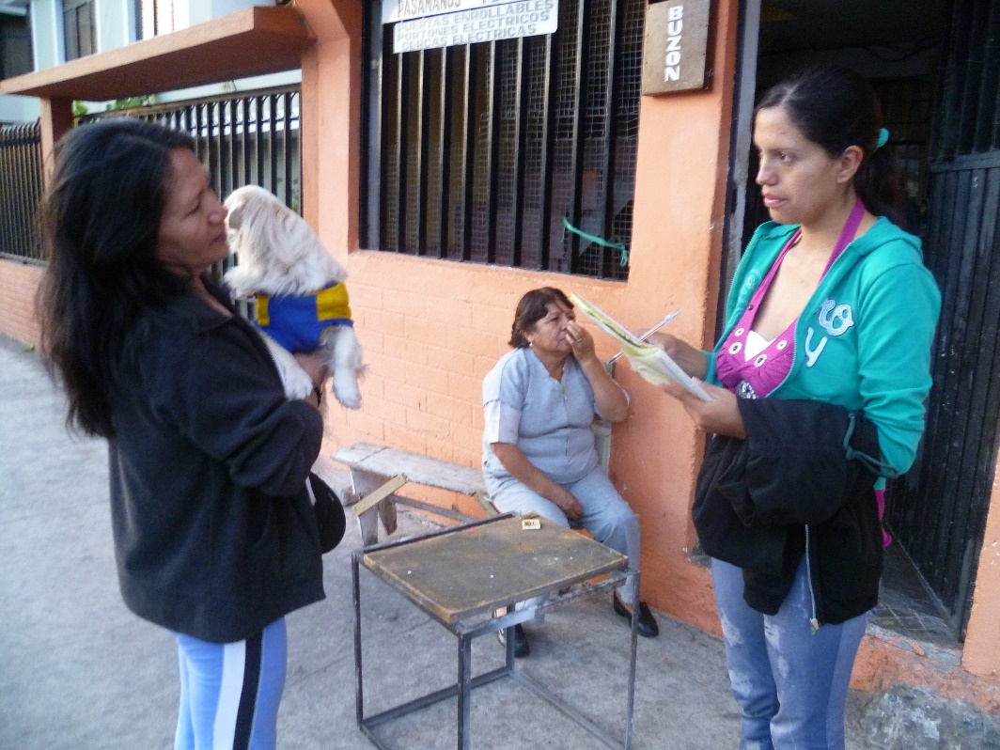 PASAMANOS
PUERTAS ENROLLABLES
PORTONES ELECTRICOS
CERCAS ELECTRICAS
BUZON